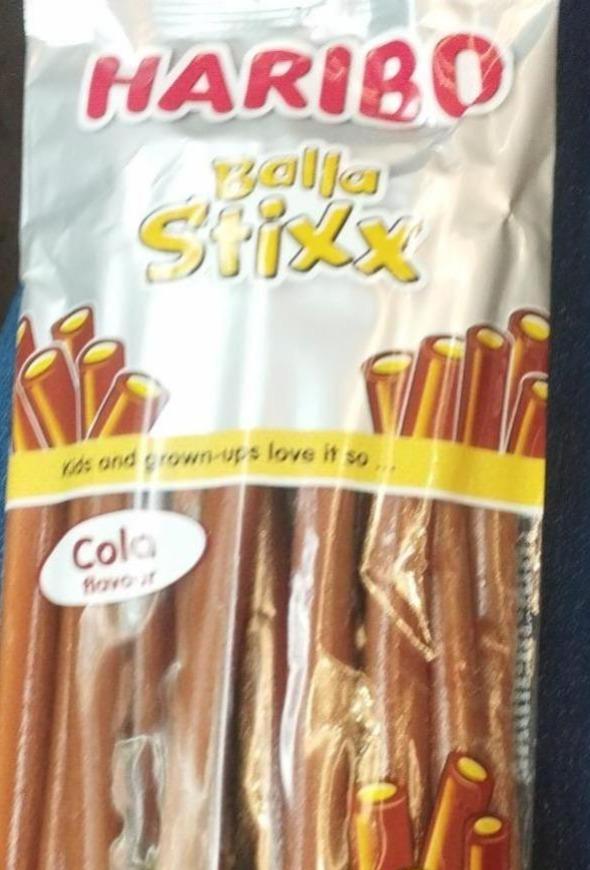 HARIBO
Balla
Stixx
Kids and grown-ups love it so ...
Cola
flavour